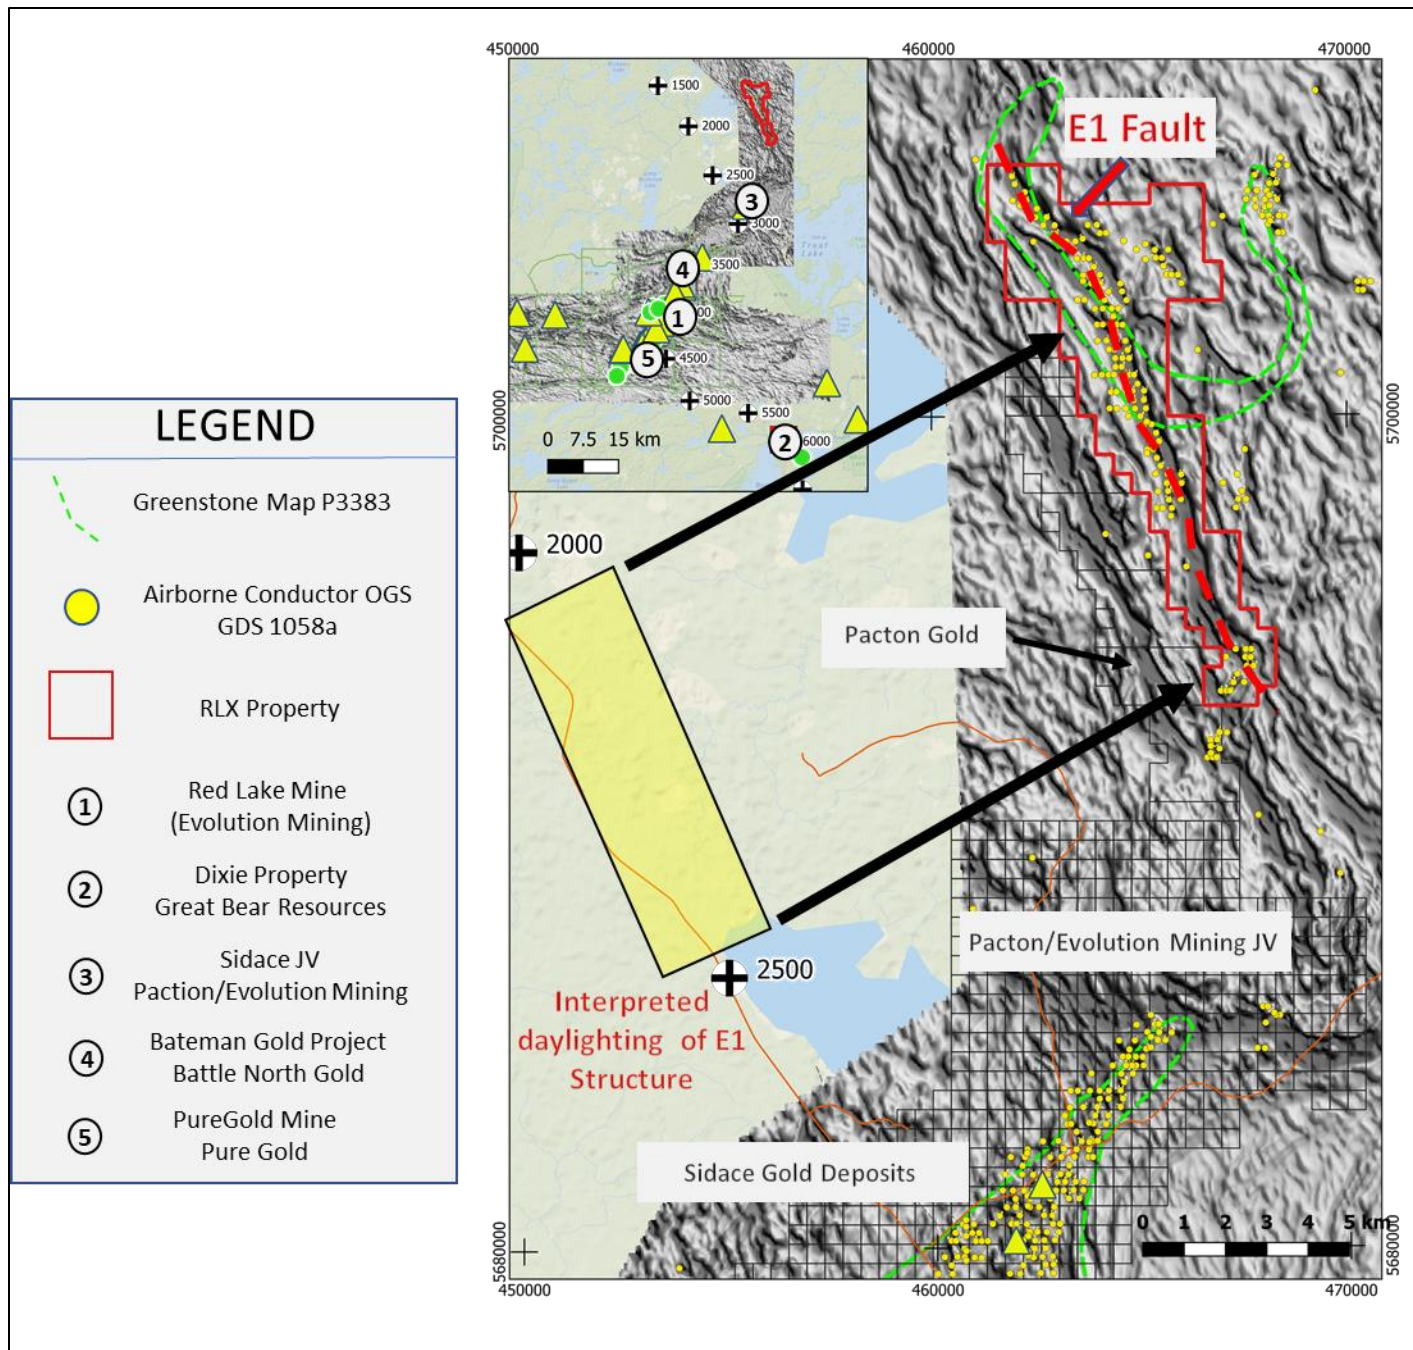 450000
460000
470000
1500
2000
2500
3
3000
4
3500
1
00
5
4500
5000
5500
2
6000
0 7.5 15 km
E1 Fault
5700000
5700000
LEGEND
Greenstone Map P3383
Airborne Conductor OGS
GDS 1058a
RLX Property
1
Red Lake Mine
(Evolution Mining)
2
Dixie Property
Great Bear Resources
3
Sidace JV
Paction/Evolution Mining
4
Bateman Gold Project
Battle North Gold
5
PureGold Mine
Pure Gold
2000
Pacton Gold
Pacton/Evolution Mining JV
2500
Interpreted
daylighting of E1
Structure
Sidace Gold Deposits
0 1 2 3 4 5 km
5680000
5680000
450000
460000
470000